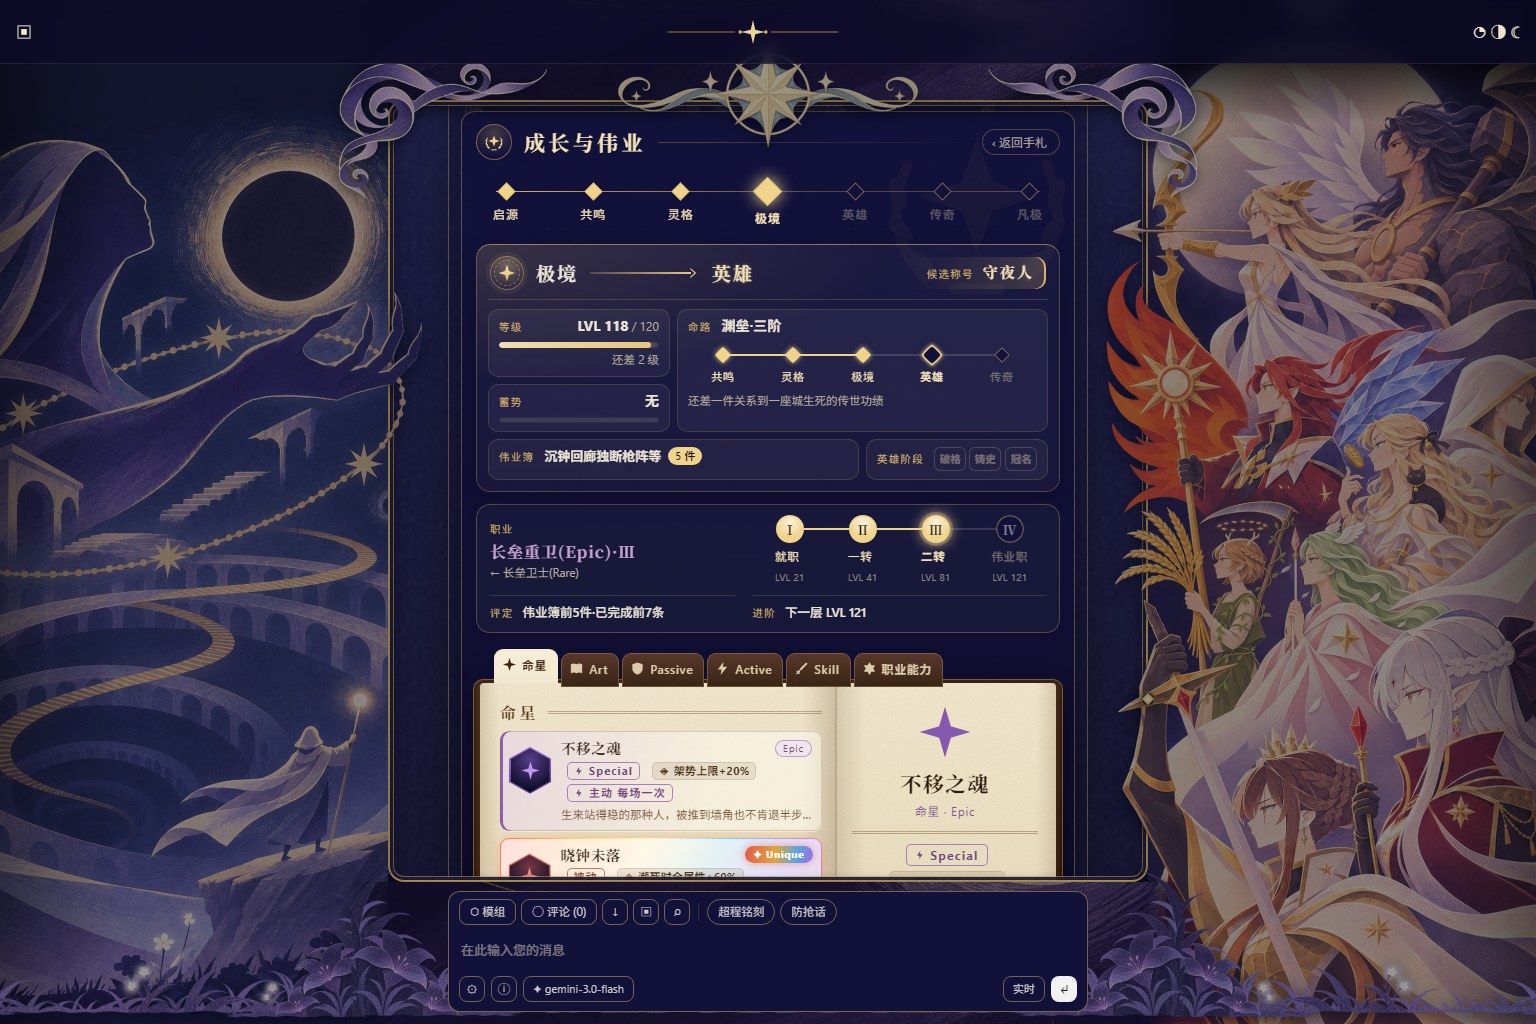 成长与伟业
‹ 返回手札
启源 共鸣 灵格 极境 英雄 传奇 凡极
极境 英雄 候选称号 守夜人
等级 LVL 118 / 120
还差 2 级
命路 渊垒·三阶
共鸣 灵格 极境 英雄 传奇
还差一件关系到一座城生死的传世功绩
蓄势 无
伟业簿 沉钟回廊独断枪阵等 5 件
英雄阶段 破格 铸史 冠名
职业
长垒重卫(Epic)·III
← 长垒卫士(Rare)
I II III IV
就职 一转 二转 伟业职
LVL 21 LVL 41 LVL 81 LVL 121
评定 伟业簿前5件·已完成前7条
进阶 下一层 LVL 121
命星 Art Passive Active Skill 职业能力
命星
不移之魂 Epic
Special 架势上限+20%
主动 每场一次
生来站得稳的那种人，被推到墙角也不肯退半步...
晓钟未落 Unique
被动 濒死时全属性+60%
不移之魂
命星 · Epic
Special
模组 评论 (0) 超程铭刻 防抢话
在此输入您的消息
gemini-3.0-flash 实时